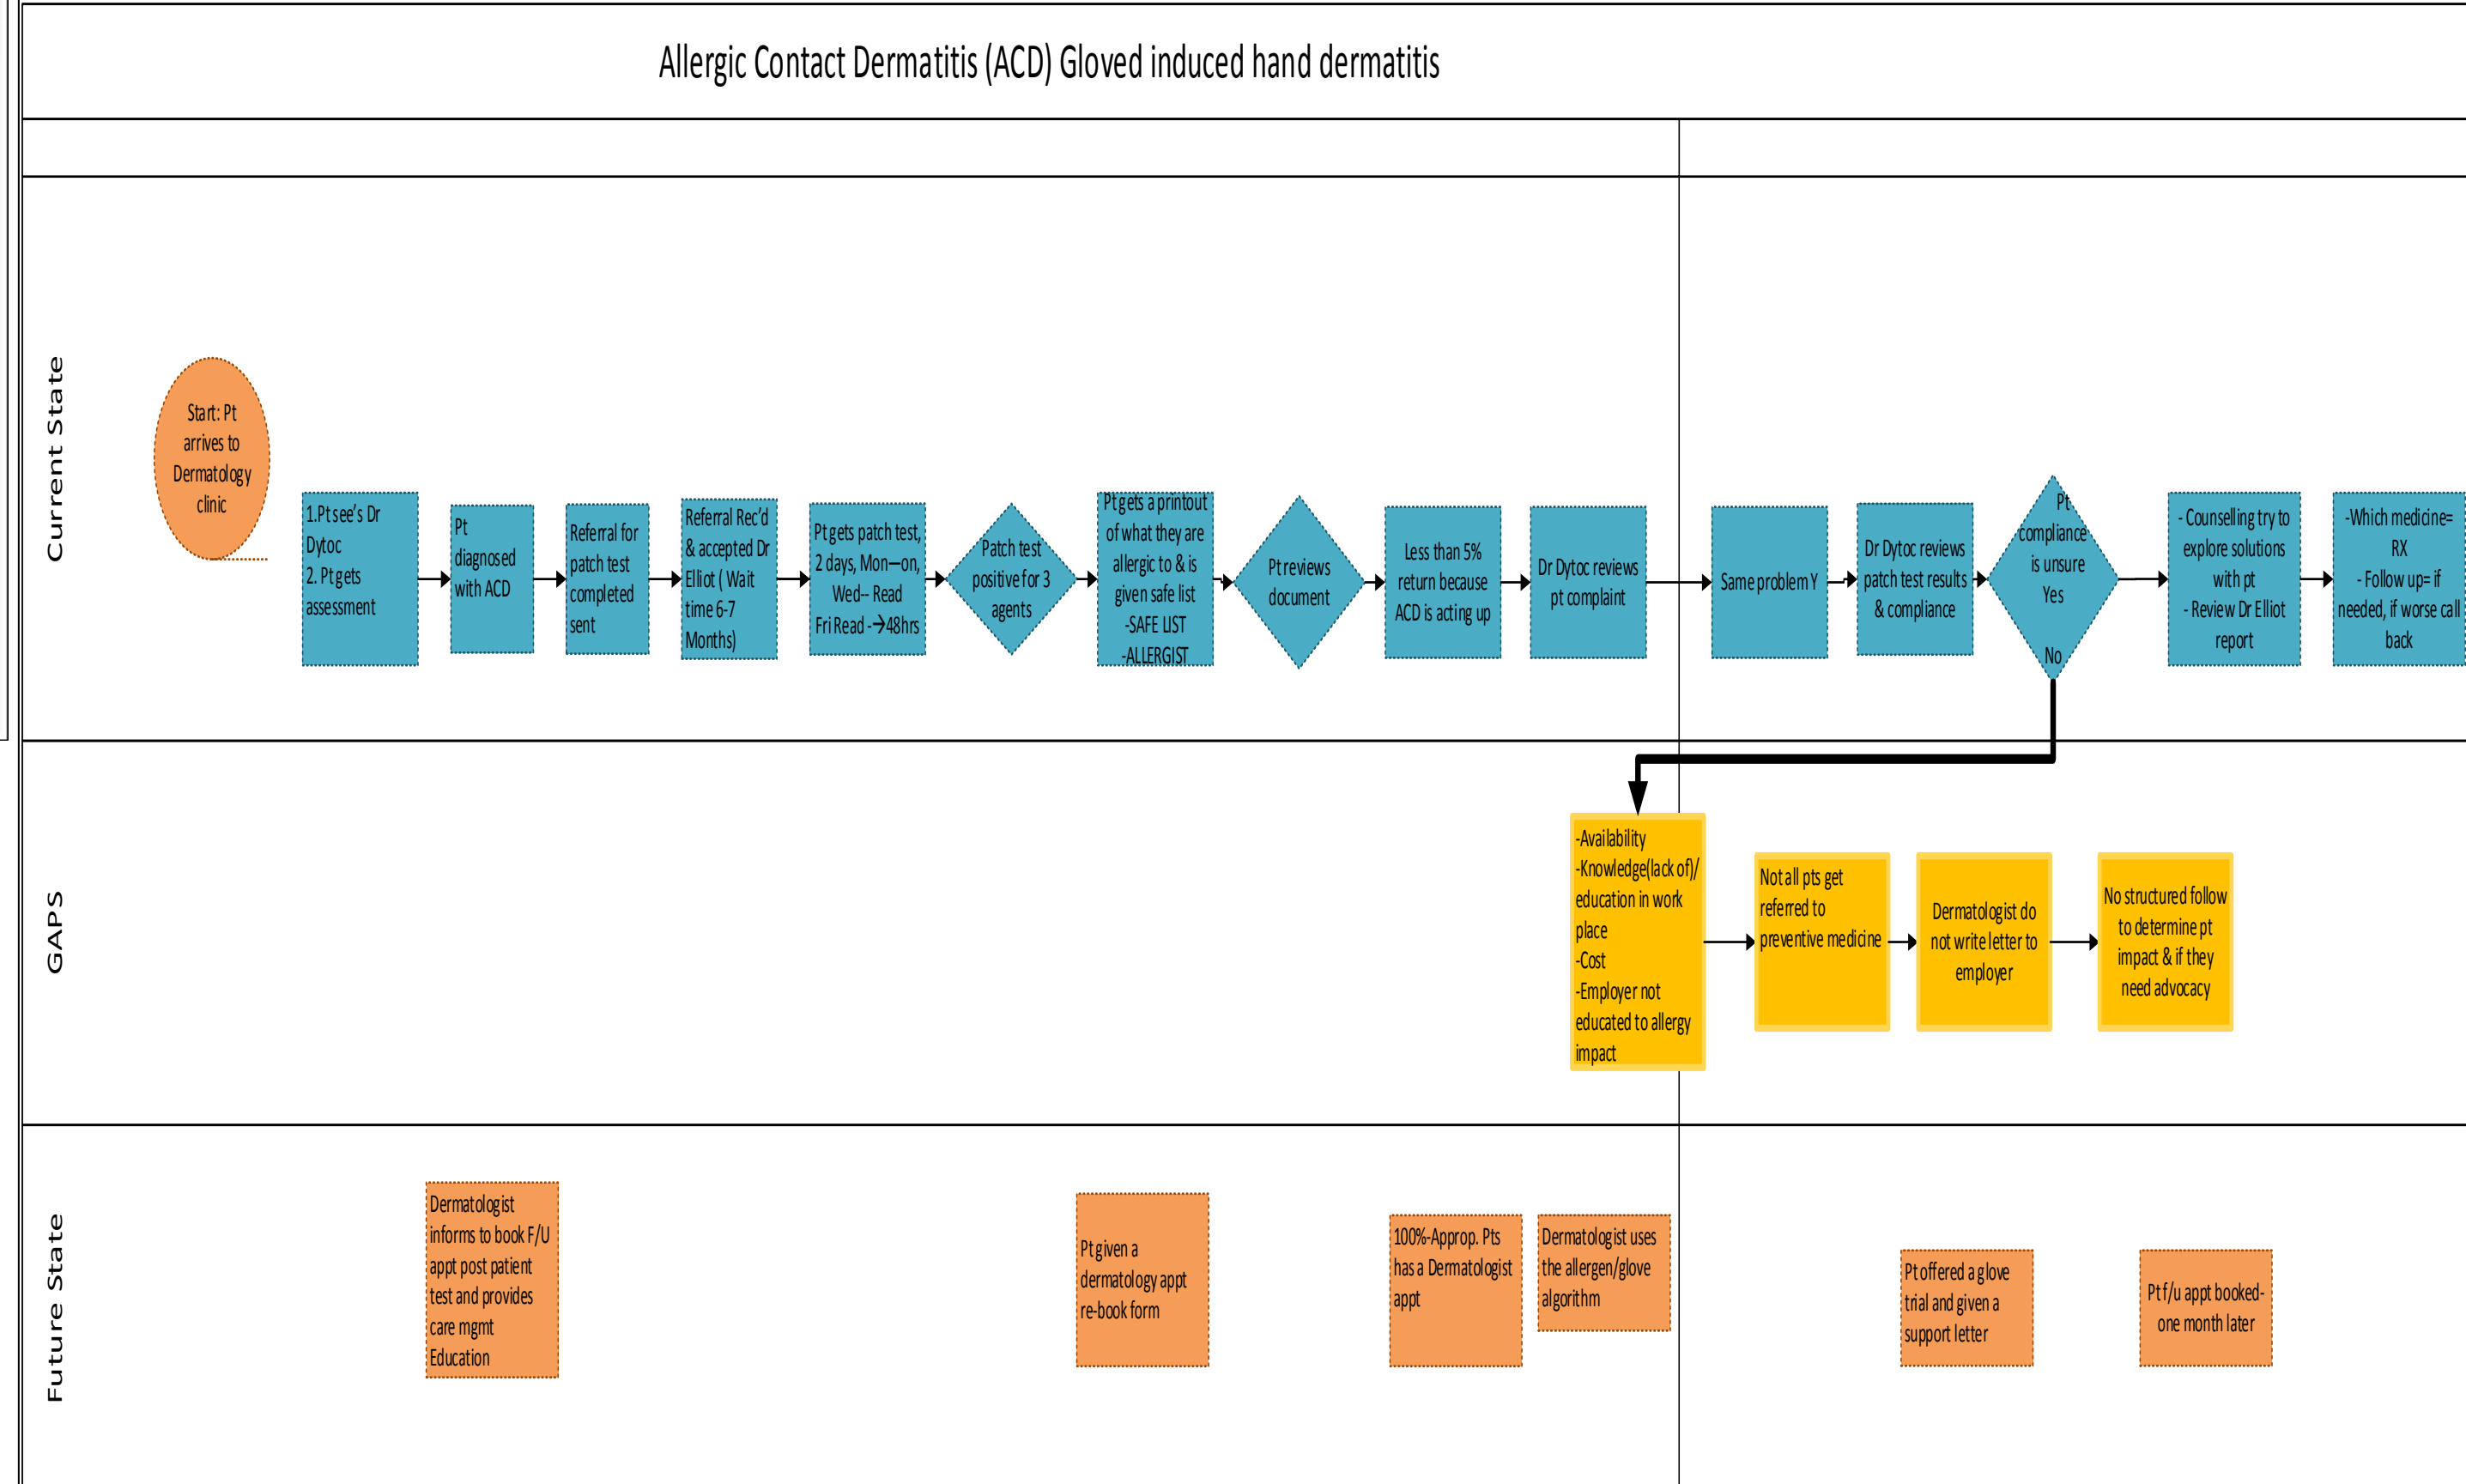 Allergic Contact Dermatitis (ACD) Gloved induced hand dermatitis
Current State
Start: Pt
arrives to
Dermatology
clinic
1.Pt see's Dr
Dytoc
2. Pt gets
assessment
Pt
diagnosed
with ACD
Referral for
patch test
completed
sent
Referral Rec'd
& accepted Dr
Elliot ( Wait
time 6-7
Months)
Pt gets patch test,
2 days, Mon—on,
Wed-- Read
Fri Read -→48hrs
Patch test
positive for 3
agents
Pt gets a printout
of what they are
allergic to & is
given safe list
-SAFE LIST
-ALLERGIST
Pt reviews
document
Less than 5%
return because
ACD is acting up
Dr Dytoc reviews
pt complaint
Same problem Y
Dr Dytoc reviews
patch test results
& compliance
Pt
compliance
is unsure
Yes
No
- Counselling try to
explore solutions
with pt
- Review Dr Elliot
report
-Which medicine=
RX
- Follow up= if
needed, if worse call
back
GAPS
-Availability
-Knowledge(lack of)/
education in work
place
-Cost
-Employer not
educated to allergy
impact
Not all pts get
referred to
preventive medicine
Dermatologist do
not write letter to
employer
No structured follow
to determine pt
impact & if they
need advocacy
Future State
Dermatologist
informs to book F/U
appt post patient
test and provides
care mgmt
Education
Pt given a
dermatology appt
re-book form
100%-Approp. Pts
has a Dermatologist
appt
Dermatologist uses
the allergen/glove
algorithm
Pt offered a glove
trial and given a
support letter
Pt f/u appt booked-
one month later